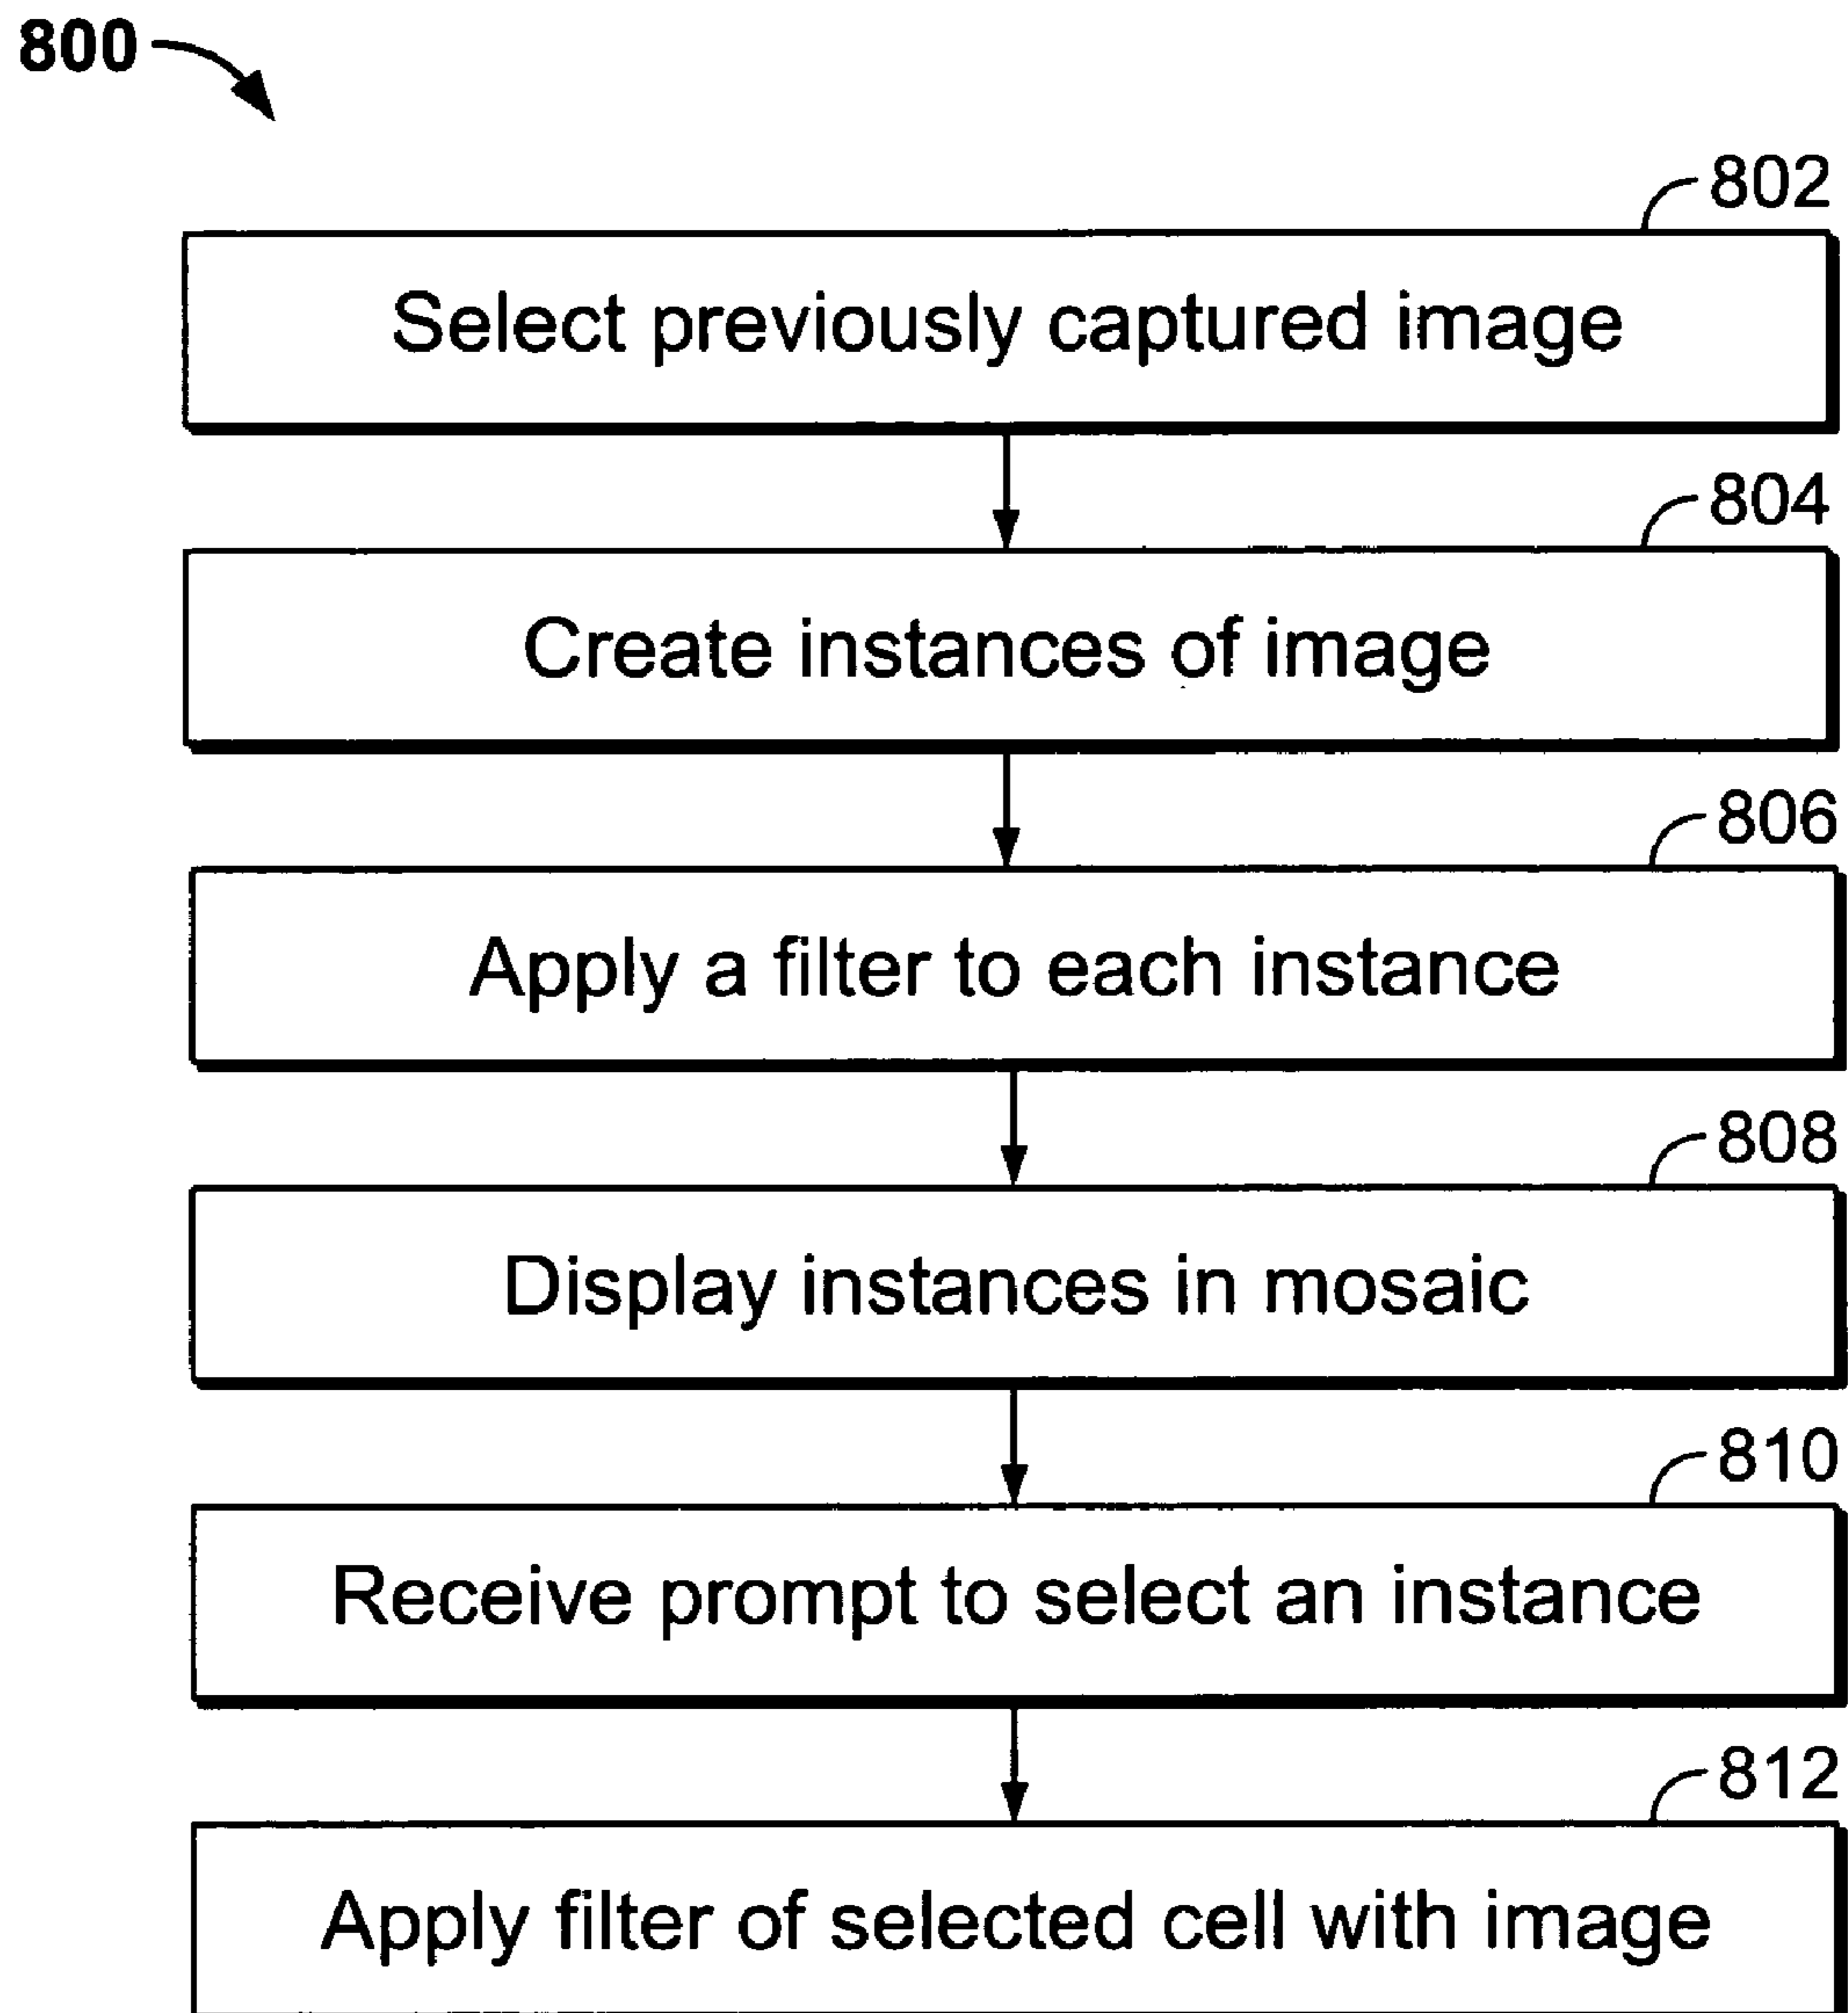 800
802
Select previously captured image
804
Create instances of image
806
Apply a filter to each instance
808
Display instances in mosaic
810
Receive prompt to select an instance
812
Apply filter of selected cell with image